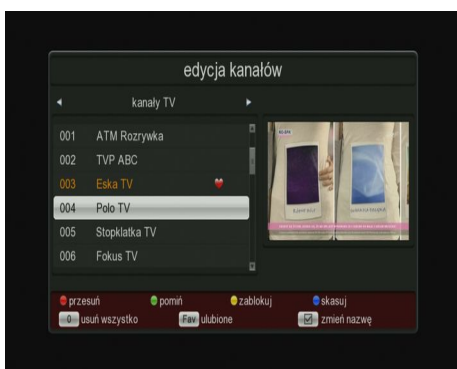 edycja kanałów
kanały TV
001 ATM Rozrywka
002 TVP ABC
003 Eska TV
004 Polo TV
005 Stopklatka TV
006 Fokus TV
przesuń pomiń zablokuj skasuj
0 usuń wszystko Fav ulubione zmień nazwę